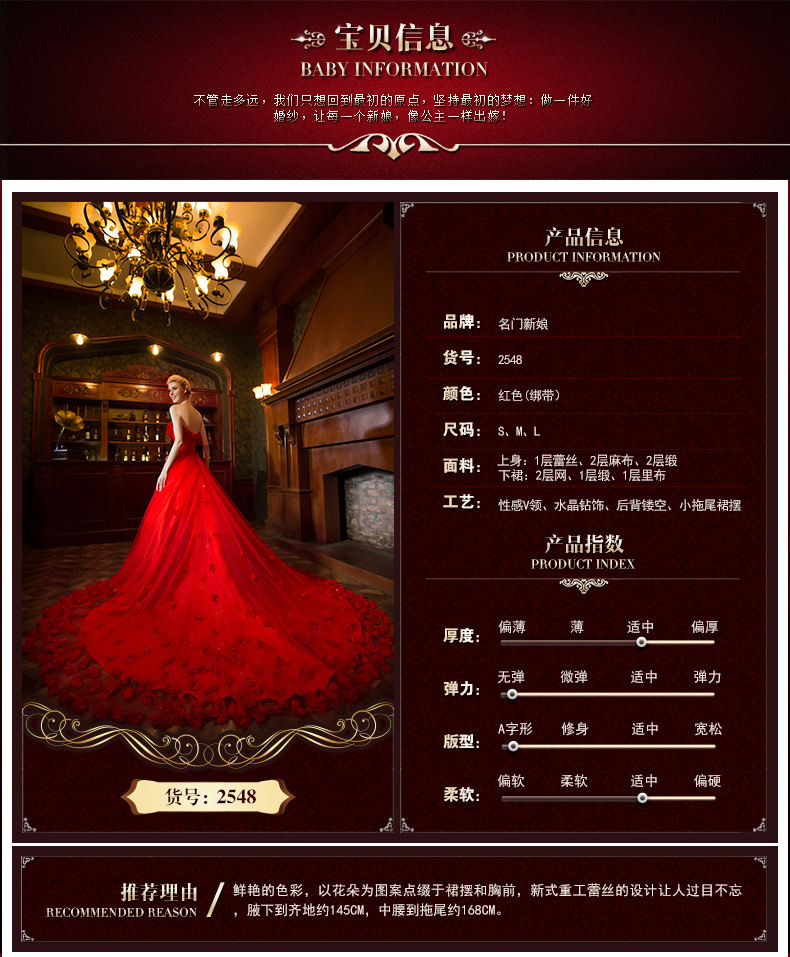 宝贝信息
BABY INFORMATION
不管走多远，我们只想回到最初的原点，坚持最初的梦想：做一件好
婚纱，让每一个新娘，像公主一样出嫁！
产品信息
PRODUCT INFORMATION
品牌： 名门新娘
货号： 2548
颜色： 红色(绑带)
尺码： S、M、L
面料： 上身：1层蕾丝、2层麻布、2层缎
下裙：2层网、1层缎、1层里布
工艺： 性感V领、水晶钻饰、后背镂空、小拖尾裙摆
产品指数
PRODUCT INDEX
厚度： 偏薄 薄 适中 偏厚
弹力： 无弹 微弹 适中 弹力
版型： A字形 修身 适中 宽松
柔软： 偏软 柔软 适中 偏硬
货号：2548
推荐理由
RECOMMENDED REASON
鲜艳的色彩，以花朵为图案点缀于裙摆和胸前，新式重工蕾丝的设计让人过目不忘
，腋下到齐地约145CM，中腰到拖尾约168CM。